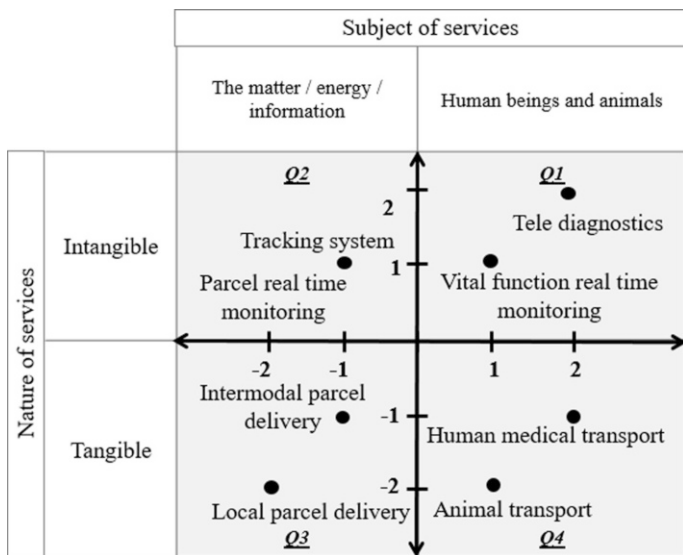 Subject of services
The matter / energy /
information
Human beings and animals
Nature of services
Intangible
Tangible
Q2
Q1
2
Tele diagnostics
Tracking system
1
Parcel real time
monitoring
Vital function real time
monitoring
-2
-1
1
2
Intermodal parcel
delivery
-1
Human medical transport
-2
Local parcel delivery
Animal transport
Q3
Q4